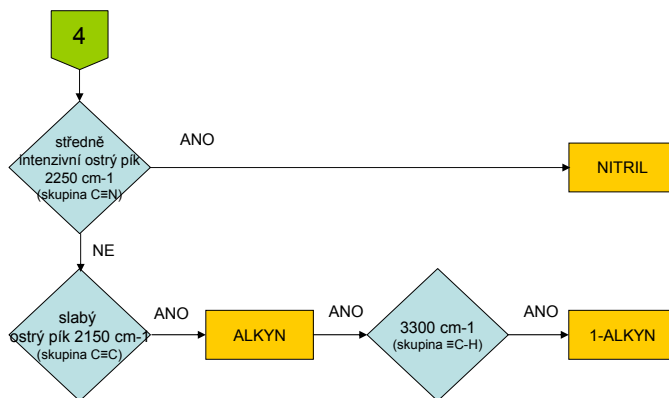 4
středně
intenzivní ostrý pík
2250 cm-1
(skupina C≡N)
ANO
NITRIL
NE
slabý
ostrý pík 2150 cm-1
(skupina C≡C)
ANO
ALKYN
ANO
3300 cm-1
(skupina ≡C-H)
ANO
1-ALKYN